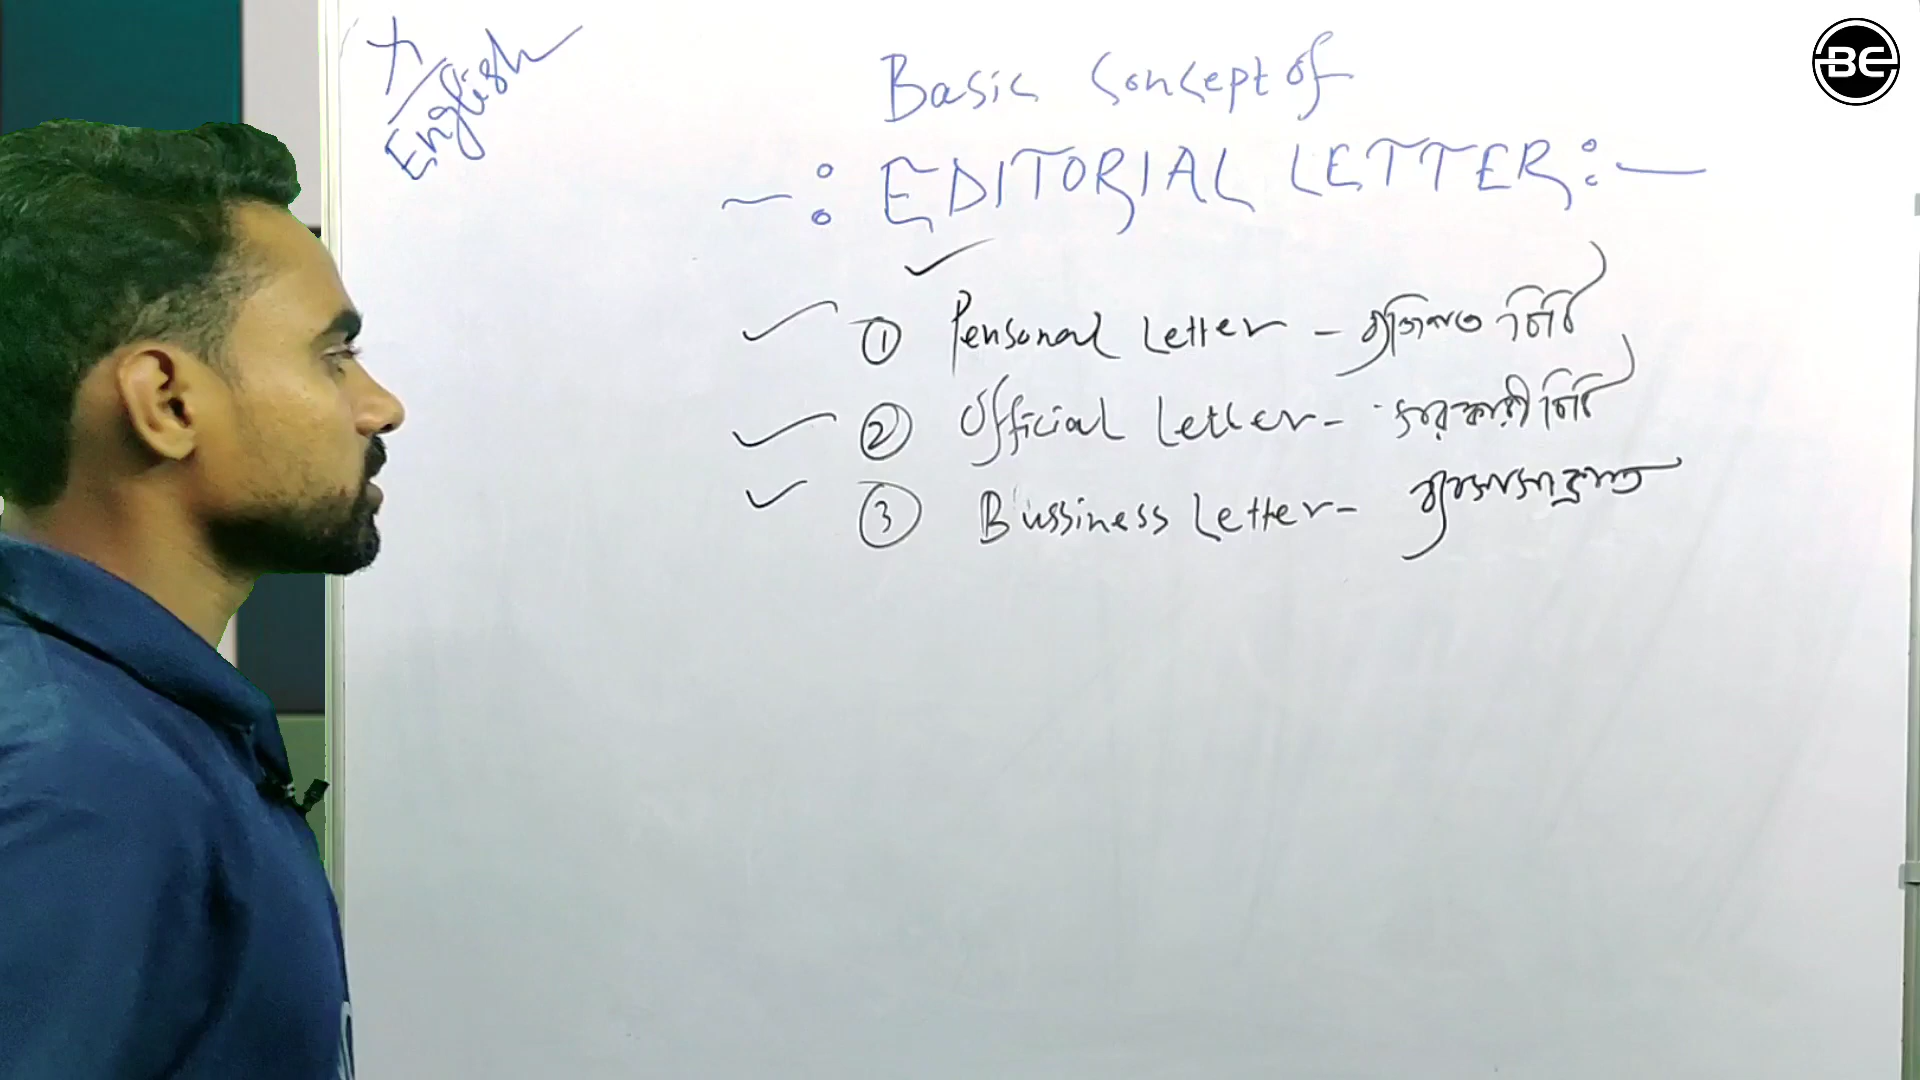 English
Basic Concept of
—: EDITORIAL LETTER :—
① Personal Letter - ব্যক্তিগত চিঠি
② Official Letter - সরকারী চিঠি
③ Bussiness Letter - ব্যবসাসংক্রান্ত
BE